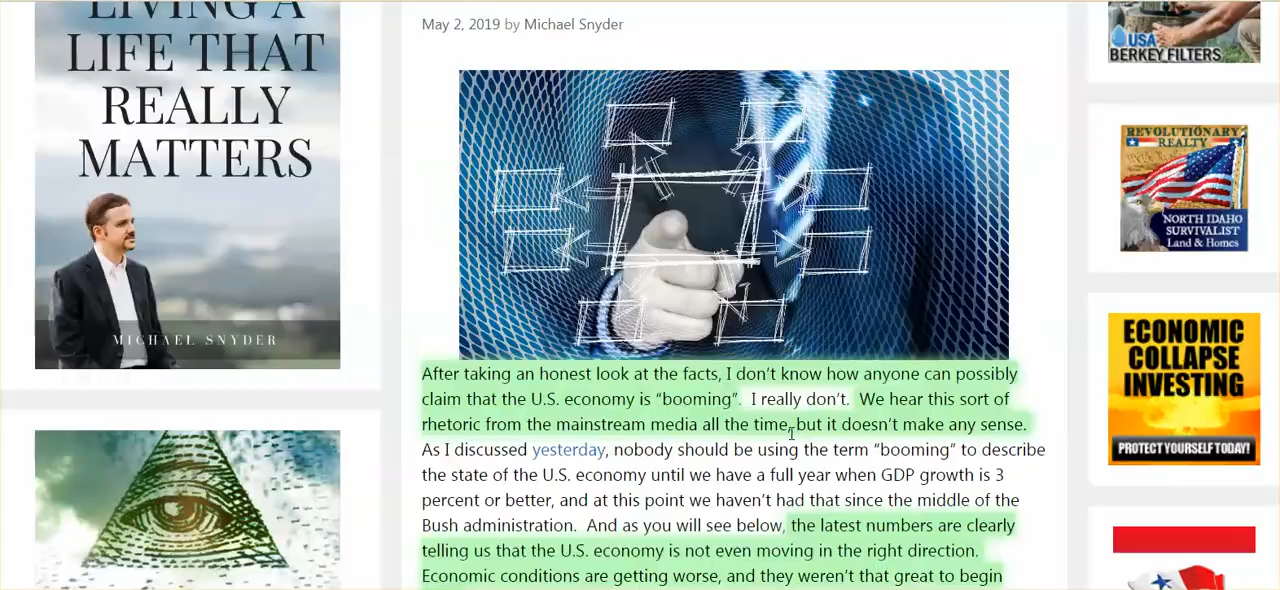 LIVING A
LIFE THAT
REALLY
MATTERS
MICHAEL SNYDER
May 2, 2019 by Michael Snyder
After taking an honest look at the facts, I don't know how anyone can possibly
claim that the U.S. economy is “booming”.  I really don't.  We hear this sort of
rhetoric from the mainstream media all the time, but it doesn't make any sense.
As I discussed yesterday, nobody should be using the term “booming” to describe
the state of the U.S. economy until we have a full year when GDP growth is 3
percent or better, and at this point we haven't had that since the middle of the
Bush administration.  And as you will see below, the latest numbers are clearly
telling us that the U.S. economy is not even moving in the right direction.
Economic conditions are getting worse, and they weren't that great to begin
USA
BERKEY FILTERS
REVOLUTIONARY
REALTY
NORTH IDAHO
SURVIVALIST
Land & Homes
ECONOMIC
COLLAPSE
INVESTING
PROTECT YOURSELF TODAY!